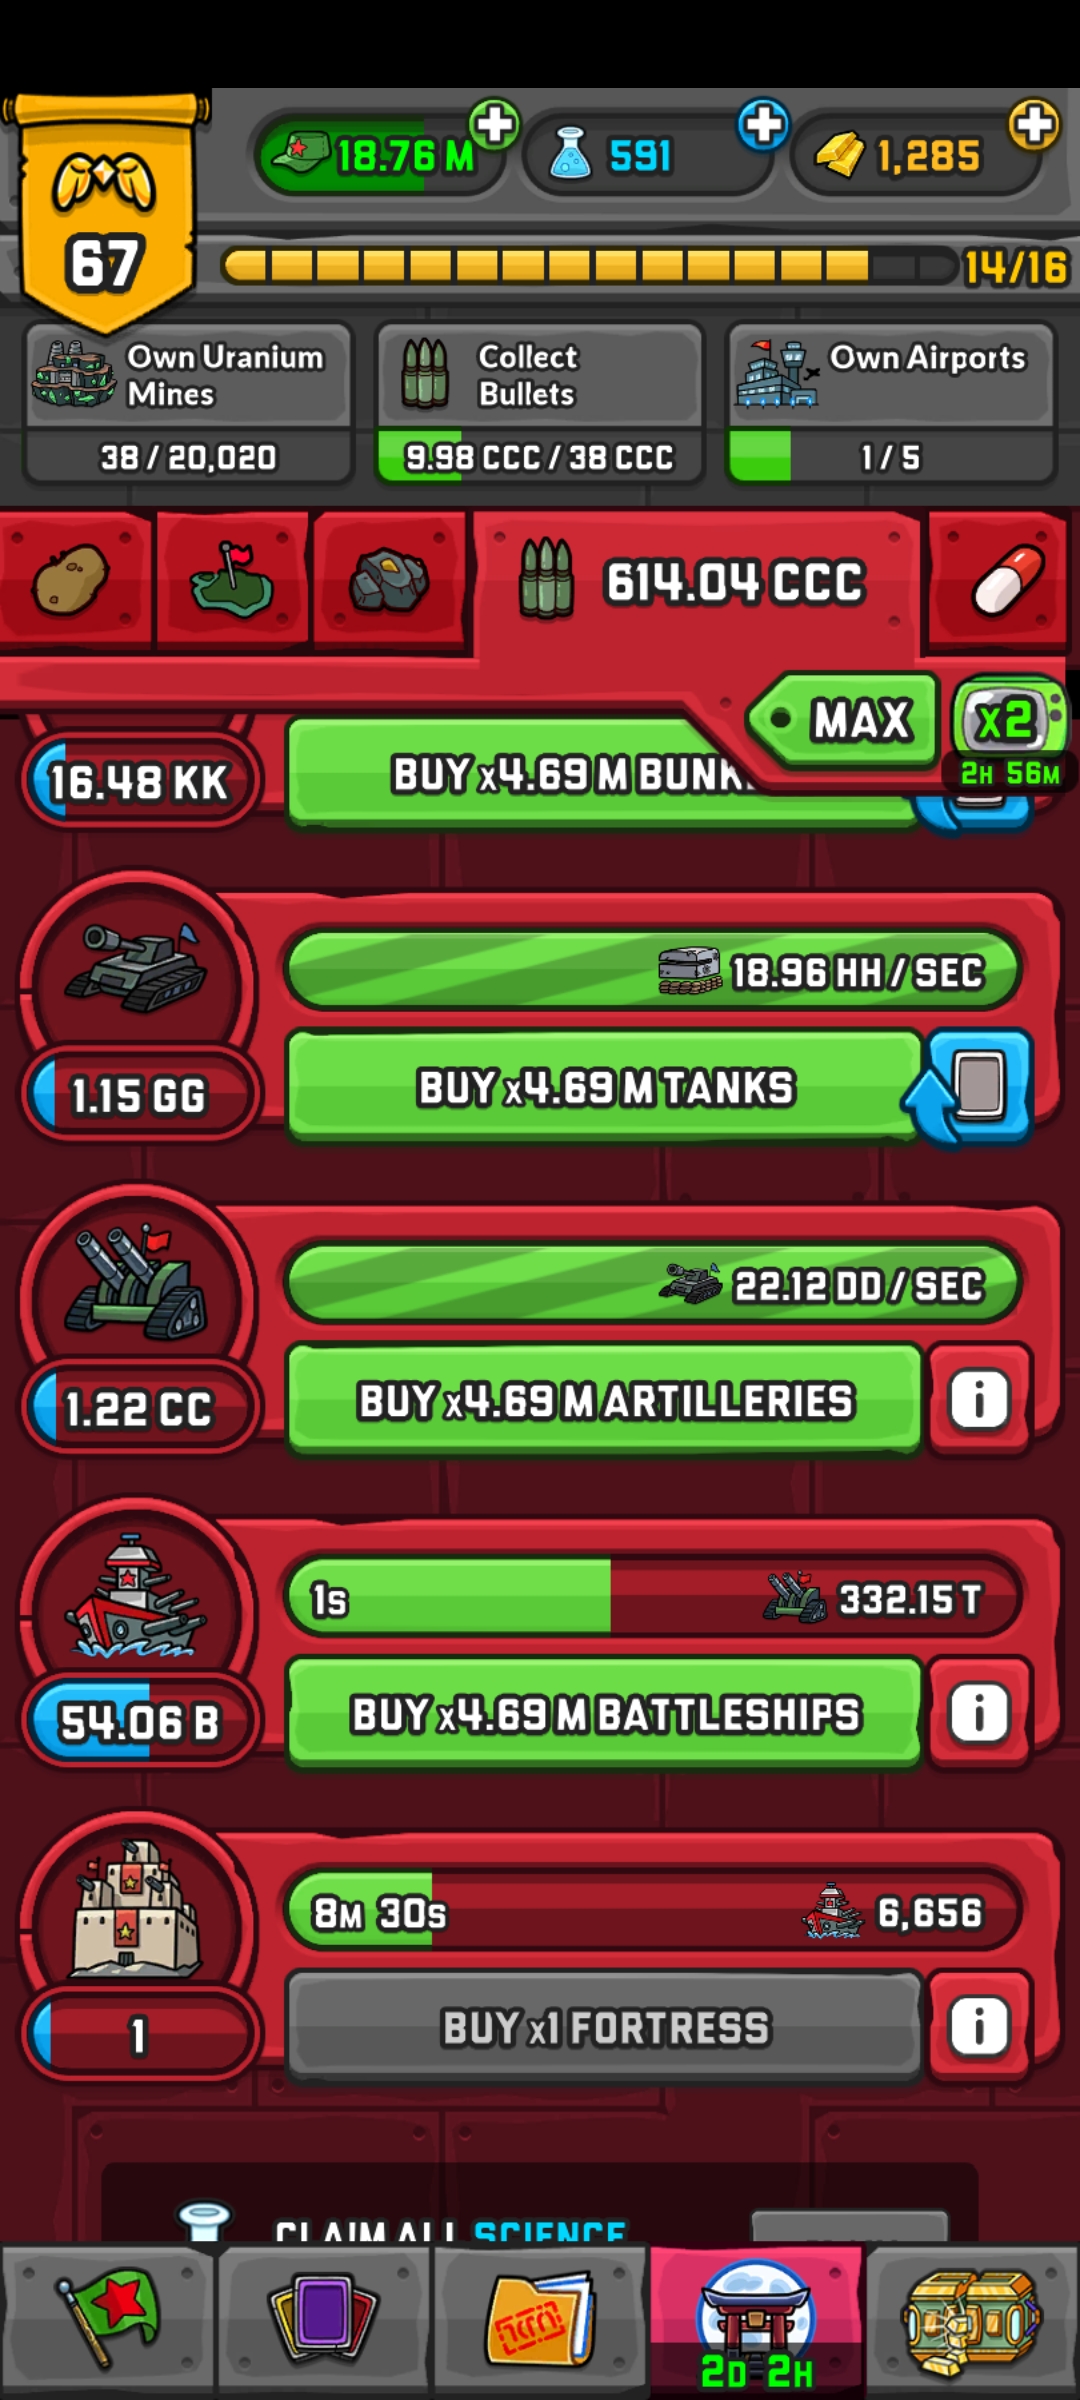 18.76 M
591
1,285
67
14/16
Own Uranium
Mines
38 / 20,020
Collect
Bullets
9.98 CCC / 38 CCC
Own Airports
1 / 5
614.04 CCC
MAX
x2
2H 56M
16.48 KK
BUY x4.69 M
18.96 HH / SEC
1.15 GG
BUY x4.69 M TANKS
22.12 DD / SEC
1.22 CC
BUY x4.69 M ARTILLERIES
1S
332.15 T
54.06 B
BUY x4.69 M BATTLESHIPS
8M 30S
6,656
1
BUY x1 FORTRESS
CLAIM ALL SCIENCE
2D 2H